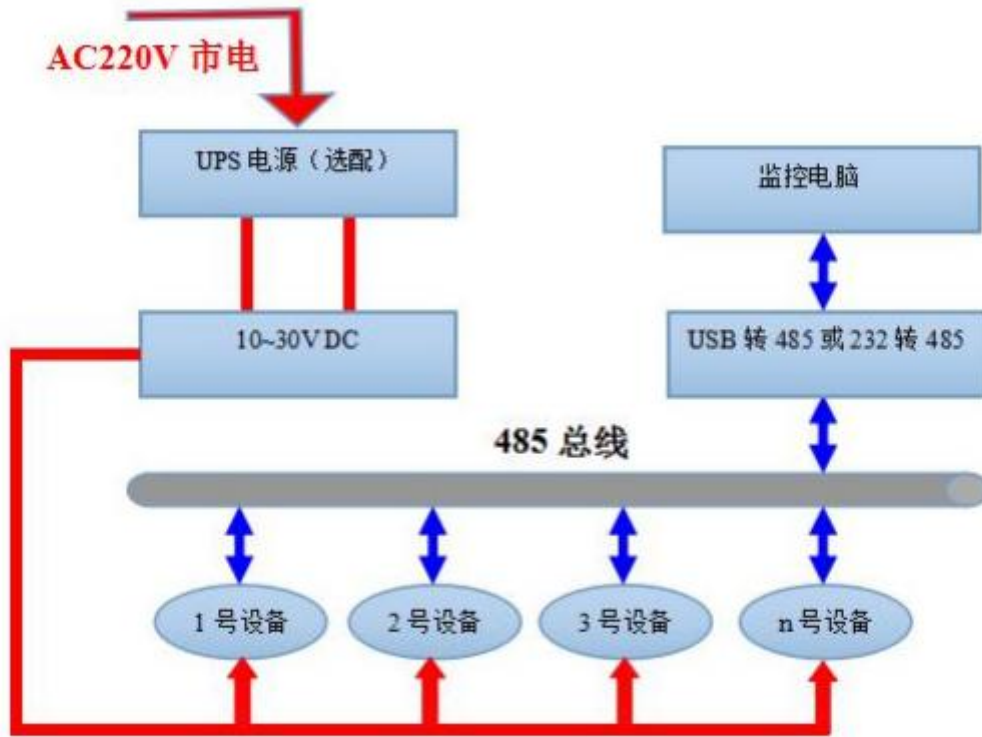 AC220V 市电
UPS 电源（选配）
监控电脑
10~30V DC
USB 转 485 或 232 转 485
485 总线
1 号设备
2 号设备
3 号设备
n 号设备